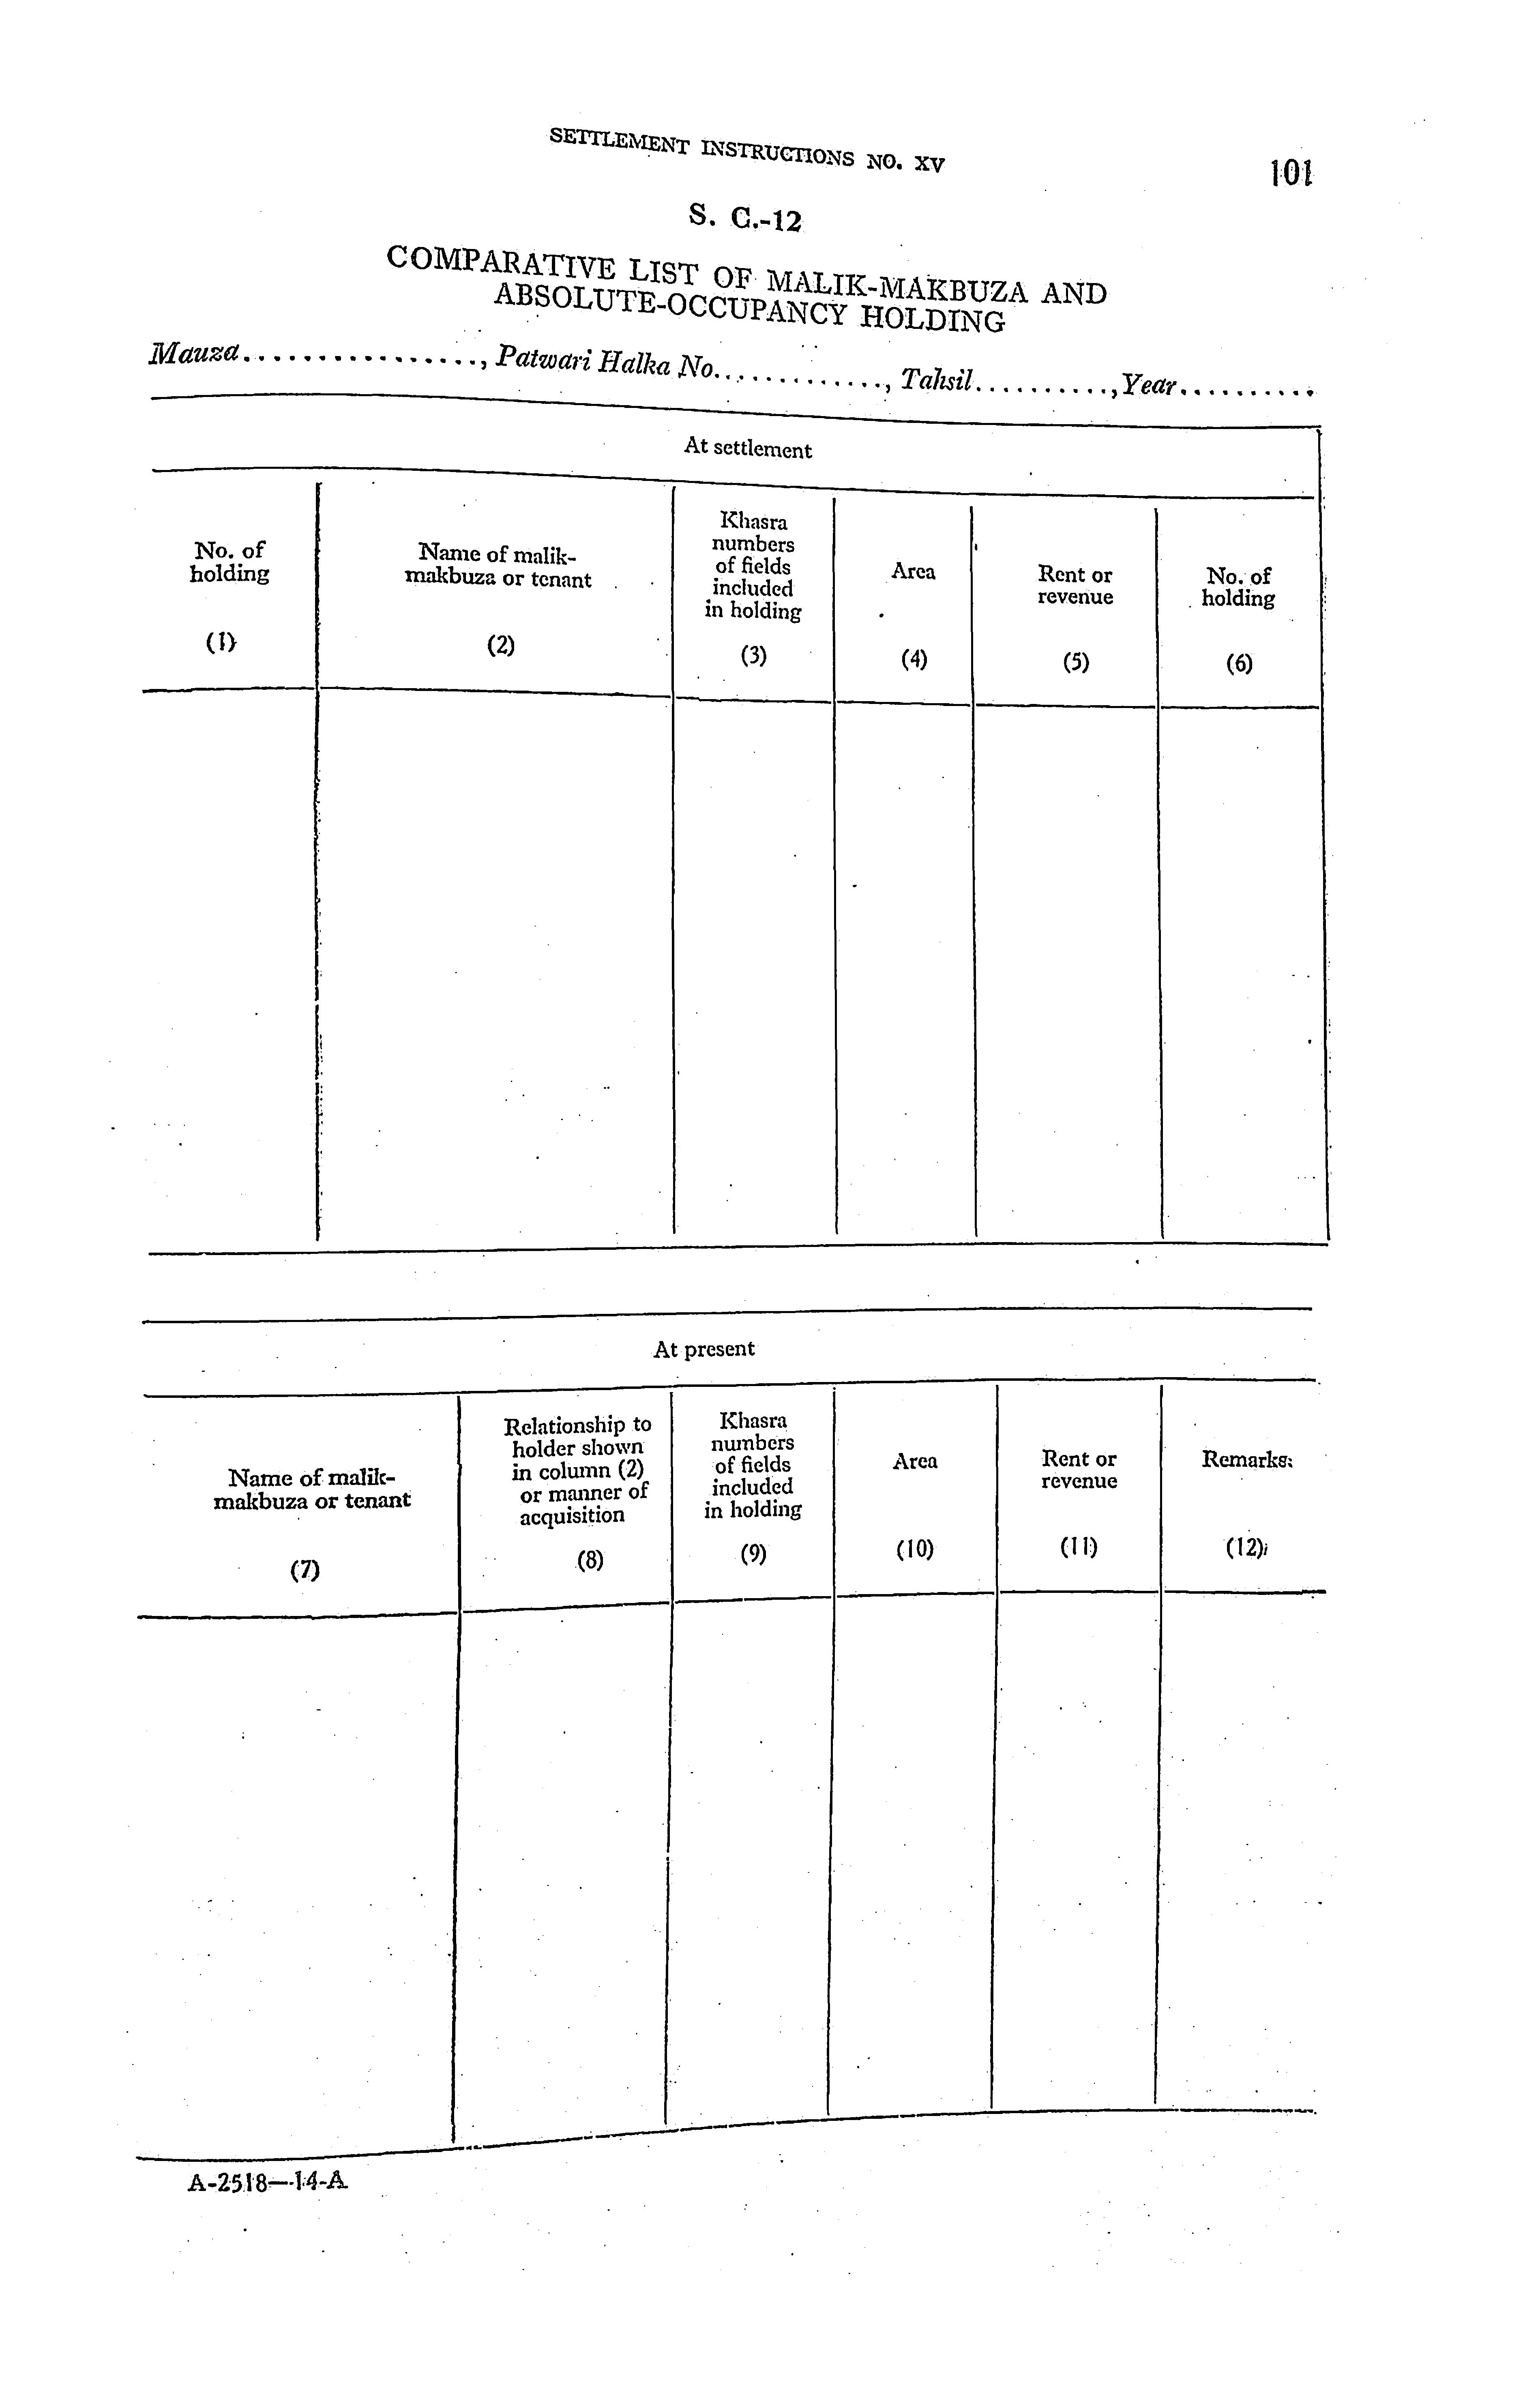 SETTLEMENT INSTRUCTIONS NO. XV
101
S. C.-12
COMPARATIVE LIST OF MALIK-MAKBUZA AND
ABSOLUTE-OCCUPANCY HOLDING
Mauza................, Patwari Halka No............., Tahsil..........., Year...........
At settlement
No. of
holding
(1)
Name of malik-
makbuza or tenant
(2)
Khasra
numbers
of fields
included
in holding
(3)
Area
(4)
Rent or
revenue
(5)
No. of
holding
(6)
At present
Name of malik-
makbuza or tenant
(7)
Relationship to
holder shown
in column (2)
or manner of
acquisition
(8)
Khasra
numbers
of fields
included
in holding
(9)
Area
(10)
Rent or
revenue
(11)
Remarks
(12)
A-2518—14-A